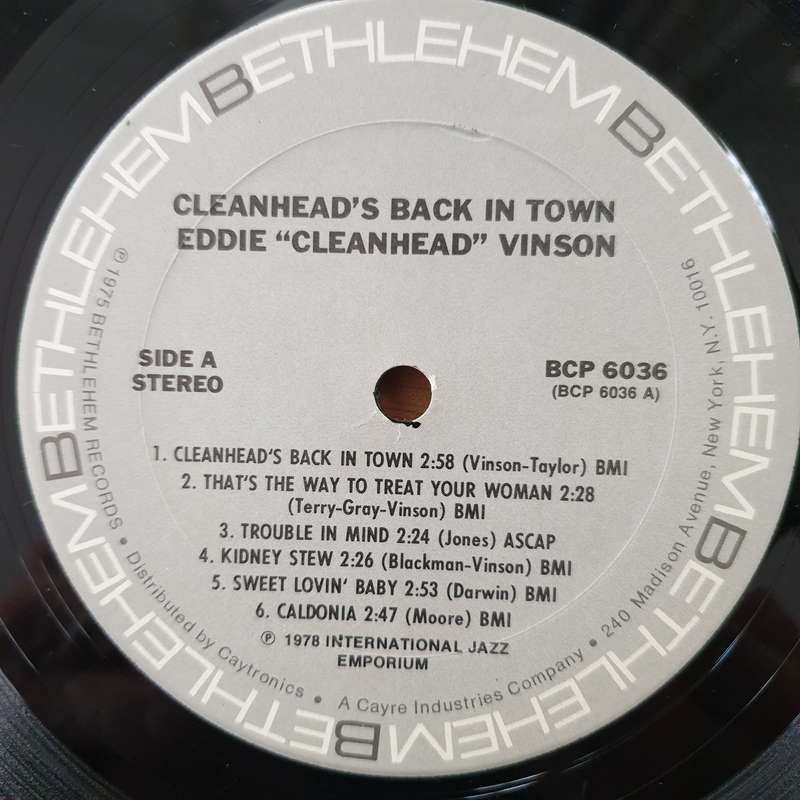 BETHLEHEM BETHLEHEM BETHLEHEM BETHLEHEM BETHLEHEM
CLEANHEAD'S BACK IN TOWN
EDDIE "CLEANHEAD" VINSON
SIDE A
STEREO
BCP 6036
(BCP 6036 A)
1. CLEANHEAD'S BACK IN TOWN 2:58 (Vinson-Taylor) BMI
2. THAT'S THE WAY TO TREAT YOUR WOMAN 2:28
(Terry-Gray-Vinson) BMI
3. TROUBLE IN MIND 2:24 (Jones) ASCAP
4. KIDNEY STEW 2:26 (Blackman-Vinson) BMI
5. SWEET LOVIN' BABY 2:53 (Darwin) BMI
6. CALDONIA 2:47 (Moore) BMI
℗ 1978 INTERNATIONAL JAZZ
EMPORIUM
℗ 1975 BETHLEHEM RECORDS • Distributed by Caytronics • A Cayre Industries Company • 240 Madison Avenue, New York, N.Y. 10016